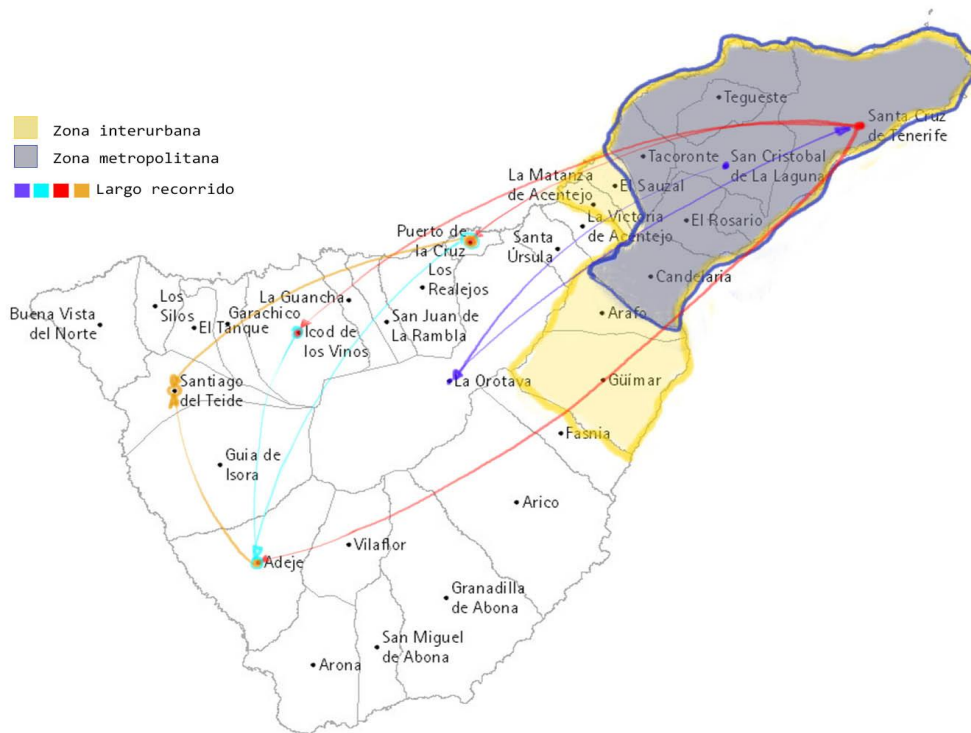 Zona interurbana
Zona metropolitana
Largo recorrido
Tegueste
Santa Cruz
de Tenerife
Tacoronte
San Cristobal
de La Laguna
La Matanza
de Acentejo
El Sauzal
La Victoria
de Acentejo
El Rosario
Puerto de
la Cruz
Santa
Úrsula
Candelaria
Los
Realejos
La Guancha
Los
Silos
Garachico
Arafo
Buena Vista
del Norte
El Tanque
Icod de
los Vinos
San Juan de
La Rambla
Santiago
del Teide
La Orotava
Güímar
Fasnia
Guia de
Isora
Arico
Vilaflor
Adeje
Granadilla
de Abona
San Miguel
de Abona
Arona